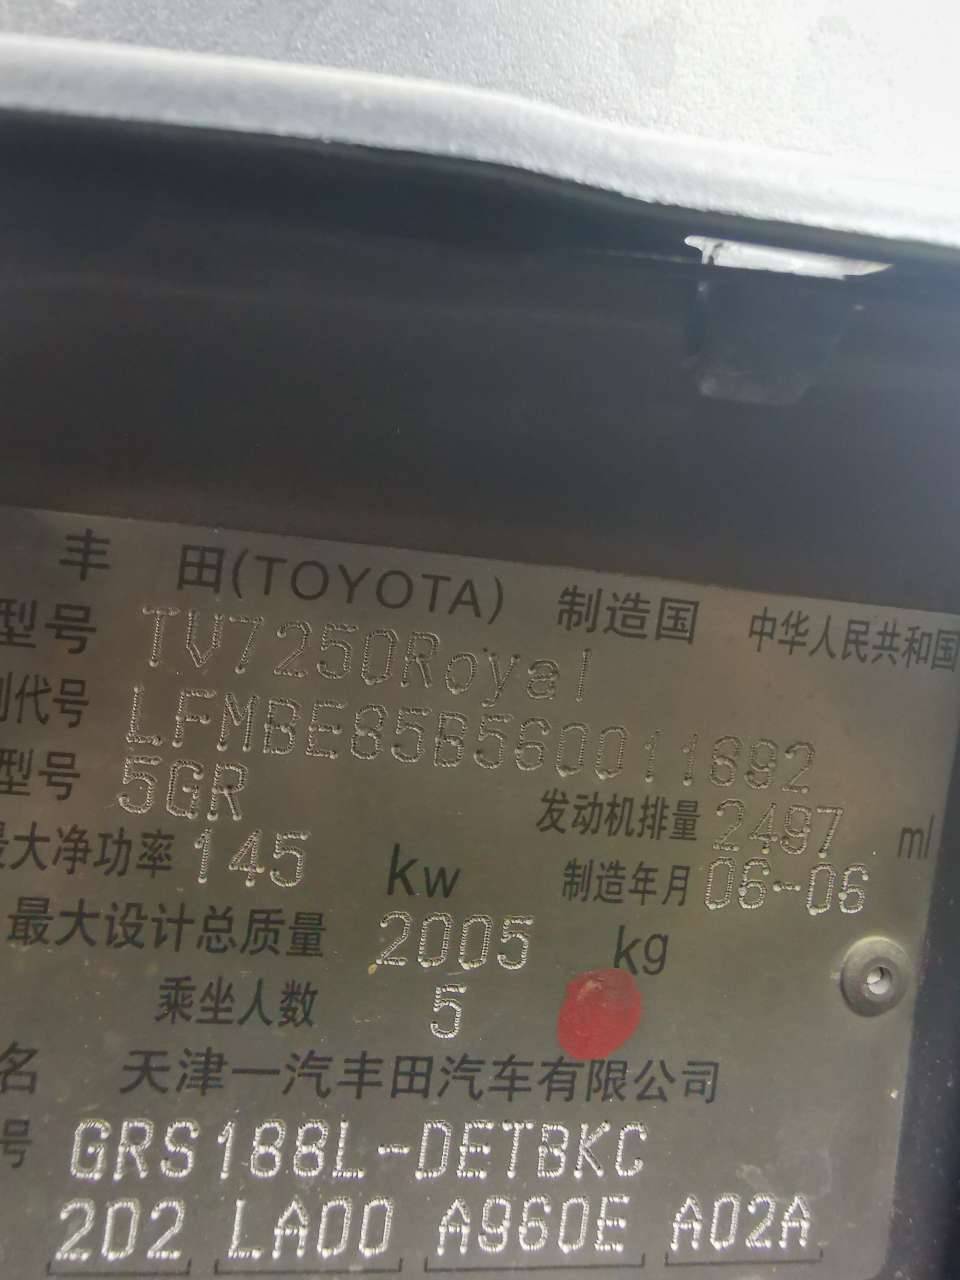 丰 田(TOYOTA) 制造国 中华人民共和国
型号 TV7250Royal
别代号 LFMBE85B560011692
型号 5GR 发动机排量 2497 ml
最大净功率 145 kw 制造年月 06-06
最大设计总质量 2005 kg
乘坐人数 5
名 天津一汽丰田汽车有限公司
号 GRS188L-DETBKC
202 LA00 A960E A02A